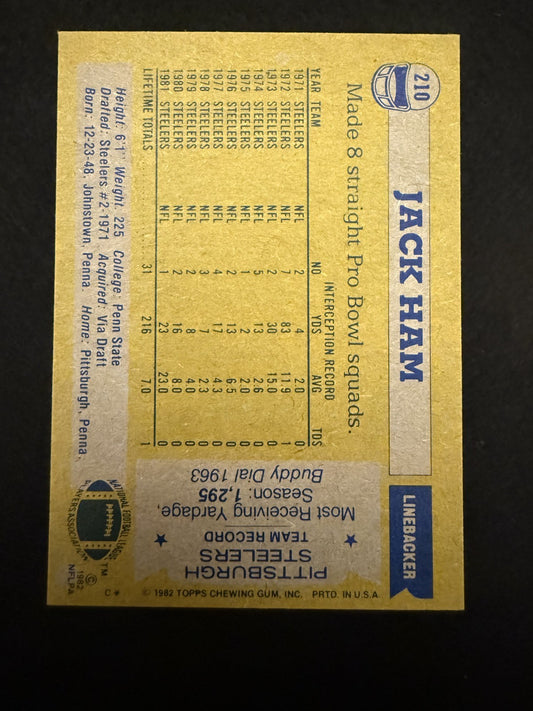 210
JACK HAM
LINEBACKER
Made 8 straight Pro Bowl squads.
INTERCEPTION RECORD
YEAR TEAM NO YDS AVG TDS
1971 STEELERS NFL 2 4 2.0 0
1972 STEELERS NFL 7 83 11.9 1
1973 STEELERS NFL 2 30 15.0 0
1974 STEELERS NFL 5 13 2.6 0
1975 STEELERS NFL 1 2 2.0 0
1976 STEELERS NFL 2 13 6.5 0
1977 STEELERS NFL 4 17 4.3 0
1978 STEELERS NFL 3 7 2.3 0
1979 STEELERS NFL 2 8 4.0 0
1980 STEELERS NFL 2 16 8.0 0
1981 STEELERS NFL 1 23 23.0 0
LIFETIME TOTALS 31 216 7.0 1
Height: 6'1" Weight: 225 College: Penn State
Drafted: Steelers #2-1971 Acquired: Via Draft
Born: 12-23-48, Johnstown, Penna. Home: Pittsburgh, Penna.
PITTSBURGH
STEELERS
TEAM RECORD
Most Receiving Yardage,
Season: 1,295
Buddy Dial 1963
NATIONAL FOOTBALL LEAGUE
PLAYERS ASSOCIATION
TM
©
1982
NFLPA
C*
© 1982 TOPPS CHEWING GUM, INC. PRTD. IN U.S.A.